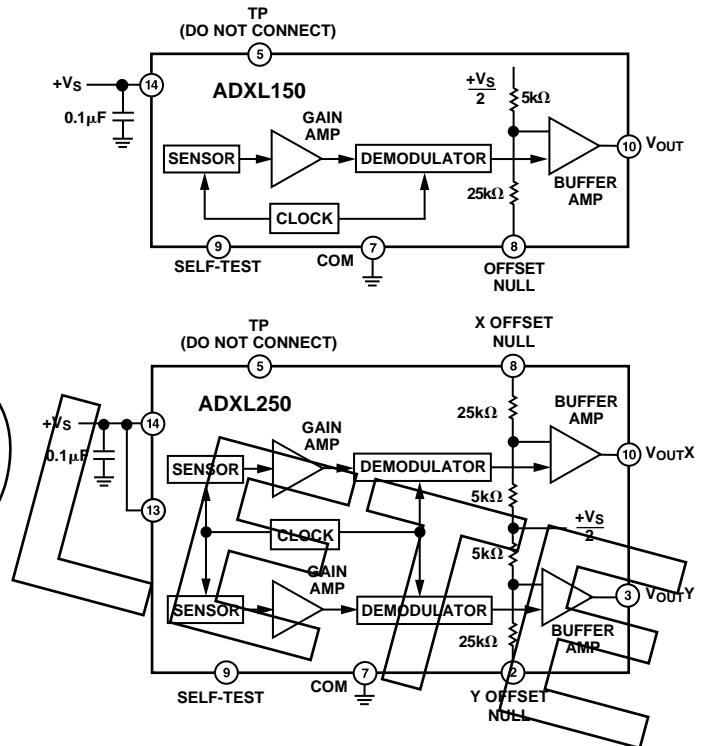 TP
(DO NOT CONNECT)
5
+VS
14
0.1μF
ADXL150
GAIN
AMP
SENSOR
DEMODULATOR
CLOCK
+VS
2
5kΩ
25kΩ
BUFFER
AMP
10
VOUT
9
SELF-TEST
COM
7
8
OFFSET
NULL
TP
(DO NOT CONNECT)
5
X OFFSET
NULL
8
+VS
14
0.1μF
13
ADXL250
GAIN
AMP
SENSOR
DEMODULATOR
25kΩ
BUFFER
AMP
10
VOUTX
5kΩ
CLOCK
+VS
2
5kΩ
GAIN
AMP
SENSOR
DEMODULATOR
25kΩ
3
VOUTY
BUFFER
AMP
9
SELF-TEST
COM
7
2
Y OFFSET
NULL
LETE